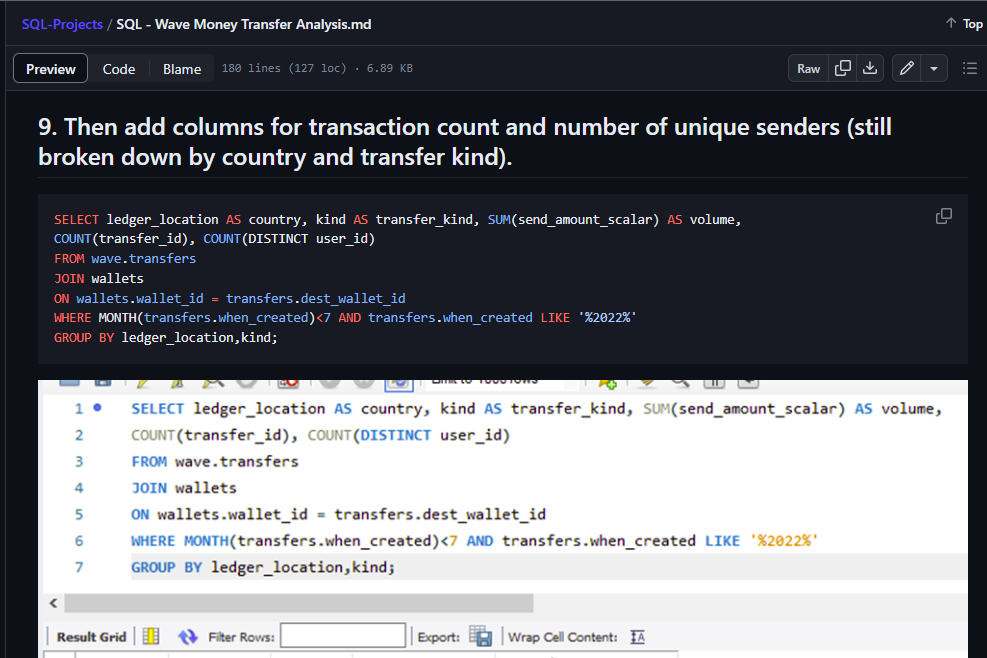 SQL-Projects / SQL - Wave Money Transfer Analysis.md
Top
Preview Code Blame 180 lines (127 loc) · 6.89 KB
Raw
9. Then add columns for transaction count and number of unique senders (still
broken down by country and transfer kind).
SELECT ledger_location AS country, kind AS transfer_kind, SUM(send_amount_scalar) AS volume,
COUNT(transfer_id), COUNT(DISTINCT user_id)
FROM wave.transfers
JOIN wallets
ON wallets.wallet_id = transfers.dest_wallet_id
WHERE MONTH(transfers.when_created)<7 AND transfers.when_created LIKE '%2022%'
GROUP BY ledger_location,kind;
Limit to 1000 rows
1 SELECT ledger_location AS country, kind AS transfer_kind, SUM(send_amount_scalar) AS volume,
2 COUNT(transfer_id), COUNT(DISTINCT user_id)
3 FROM wave.transfers
4 JOIN wallets
5 ON wallets.wallet_id = transfers.dest_wallet_id
6 WHERE MONTH(transfers.when_created)<7 AND transfers.when_created LIKE '%2022%'
7 GROUP BY ledger_location,kind;
Result Grid Filter Rows: Export: Wrap Cell Content: